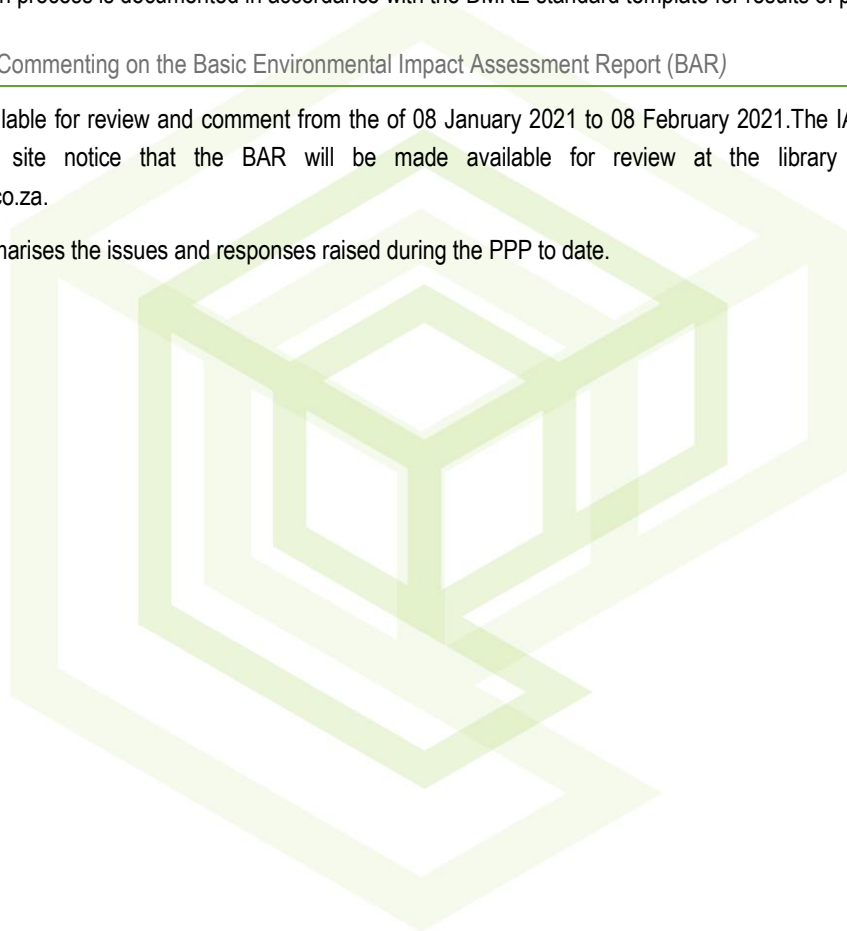 process is documented in accordance with the DMRE standard template for results of
Commenting on the Basic Environmental Impact Assessment Report (BAR)
for review and comment from the of 08 January 2021 to 08 February 2021.The
site notice that the BAR will be made available for review at the library
co.za.
the issues and responses raised during the PPP to date.